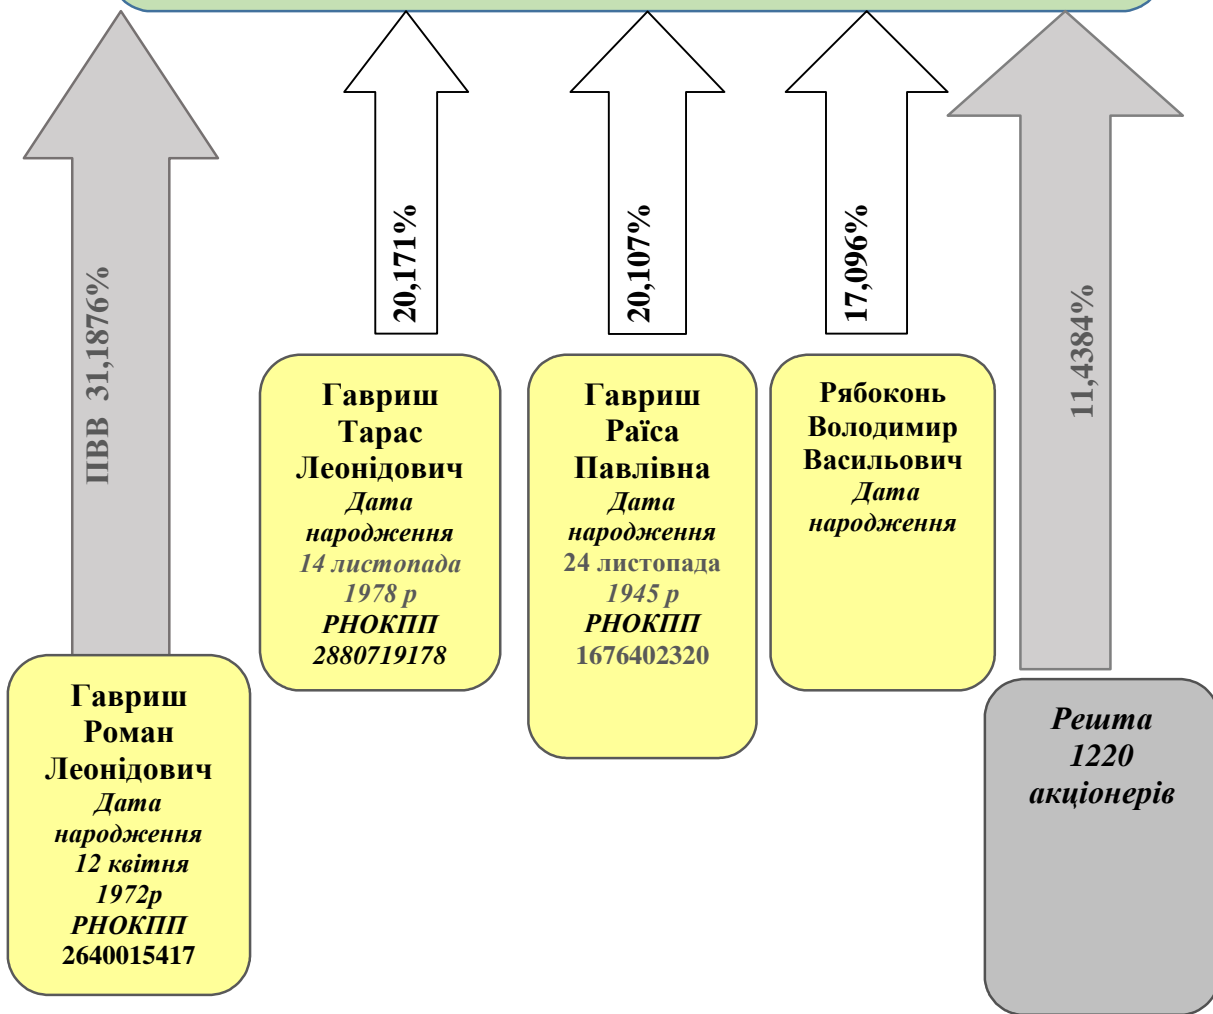 ПВВ 31,1876%
20,171%
20,107%
17,096%
11,4384%
Гавриш
Роман
Леонідович
Дата
народження
12 квітня
1972р
РНОКПП
2640015417
Гавриш
Тарас
Леонідович
Дата
народження
14 листопада
1978 р
РНОКПП
2880719178
Гавриш
Раїса
Павлівна
Дата
народження
24 листопада
1945 р
РНОКПП
1676402320
Рябоконь
Володимир
Васильович
Дата
народження
Решта
1220
акціонерів